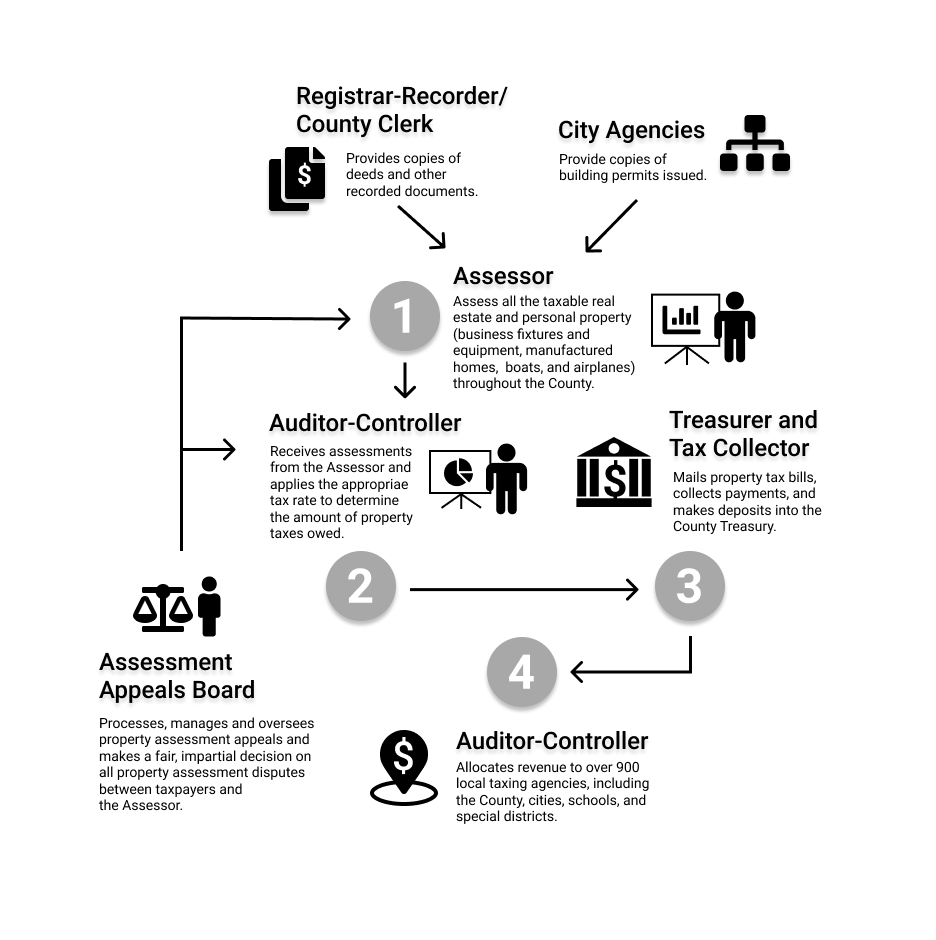 Registrar-Recorder/
County Clerk
Provides copies of
deeds and other
recorded documents.
City Agencies
Provide copies of
building permits issued.
1
Assessor
Assess all the taxable real
estate and personal property
(business fixtures and
equipment, manufactured
homes,  boats, and airplanes)
throughout the County.
Auditor-Controller
Receives assessments
from the Assessor and
applies the appropriae
tax rate to determine
the amount of property
taxes owed.
2
Treasurer and
Tax Collector
Mails property tax bills,
collects payments, and
makes deposits into the
County Treasury.
3
Assessment
Appeals Board
Processes, manages and oversees
property assessment appeals and
makes a fair, impartial decision on
all property assessment disputes
between taxpayers and
the Assessor.
4
Auditor-Controller
Allocates revenue to over 900
local taxing agencies, including
the County, cities, schools, and
special districts.